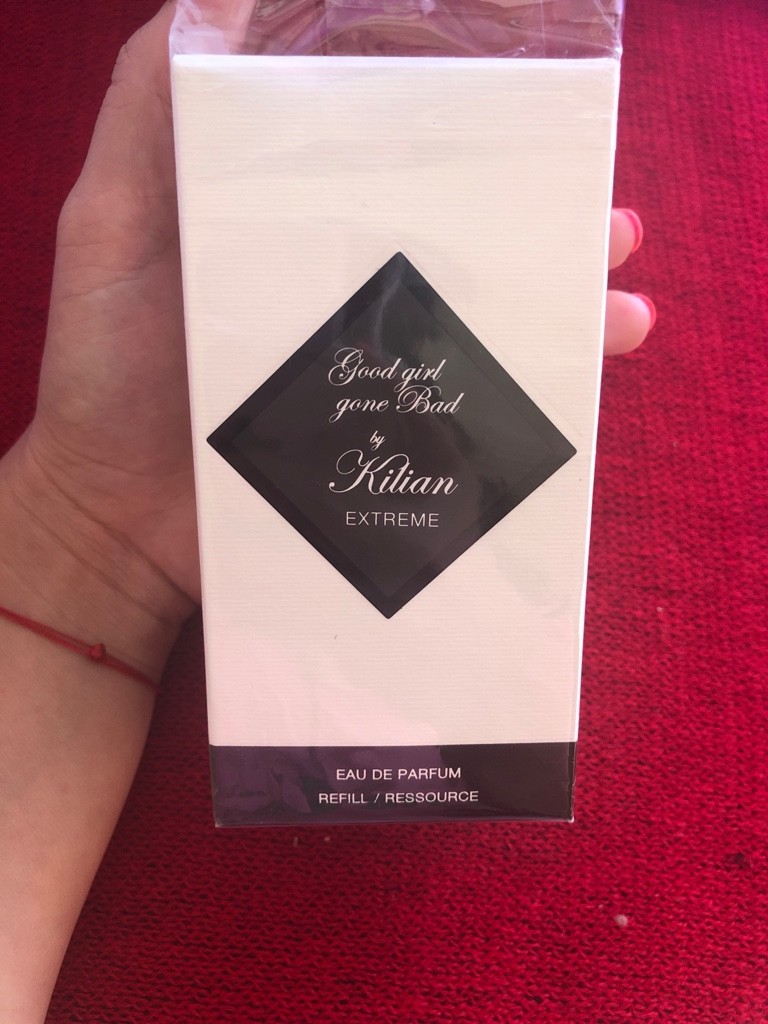 Good girl
gone Bad
by
Kilian
EXTREME
EAU DE PARFUM
REFILL / RESSOURCE